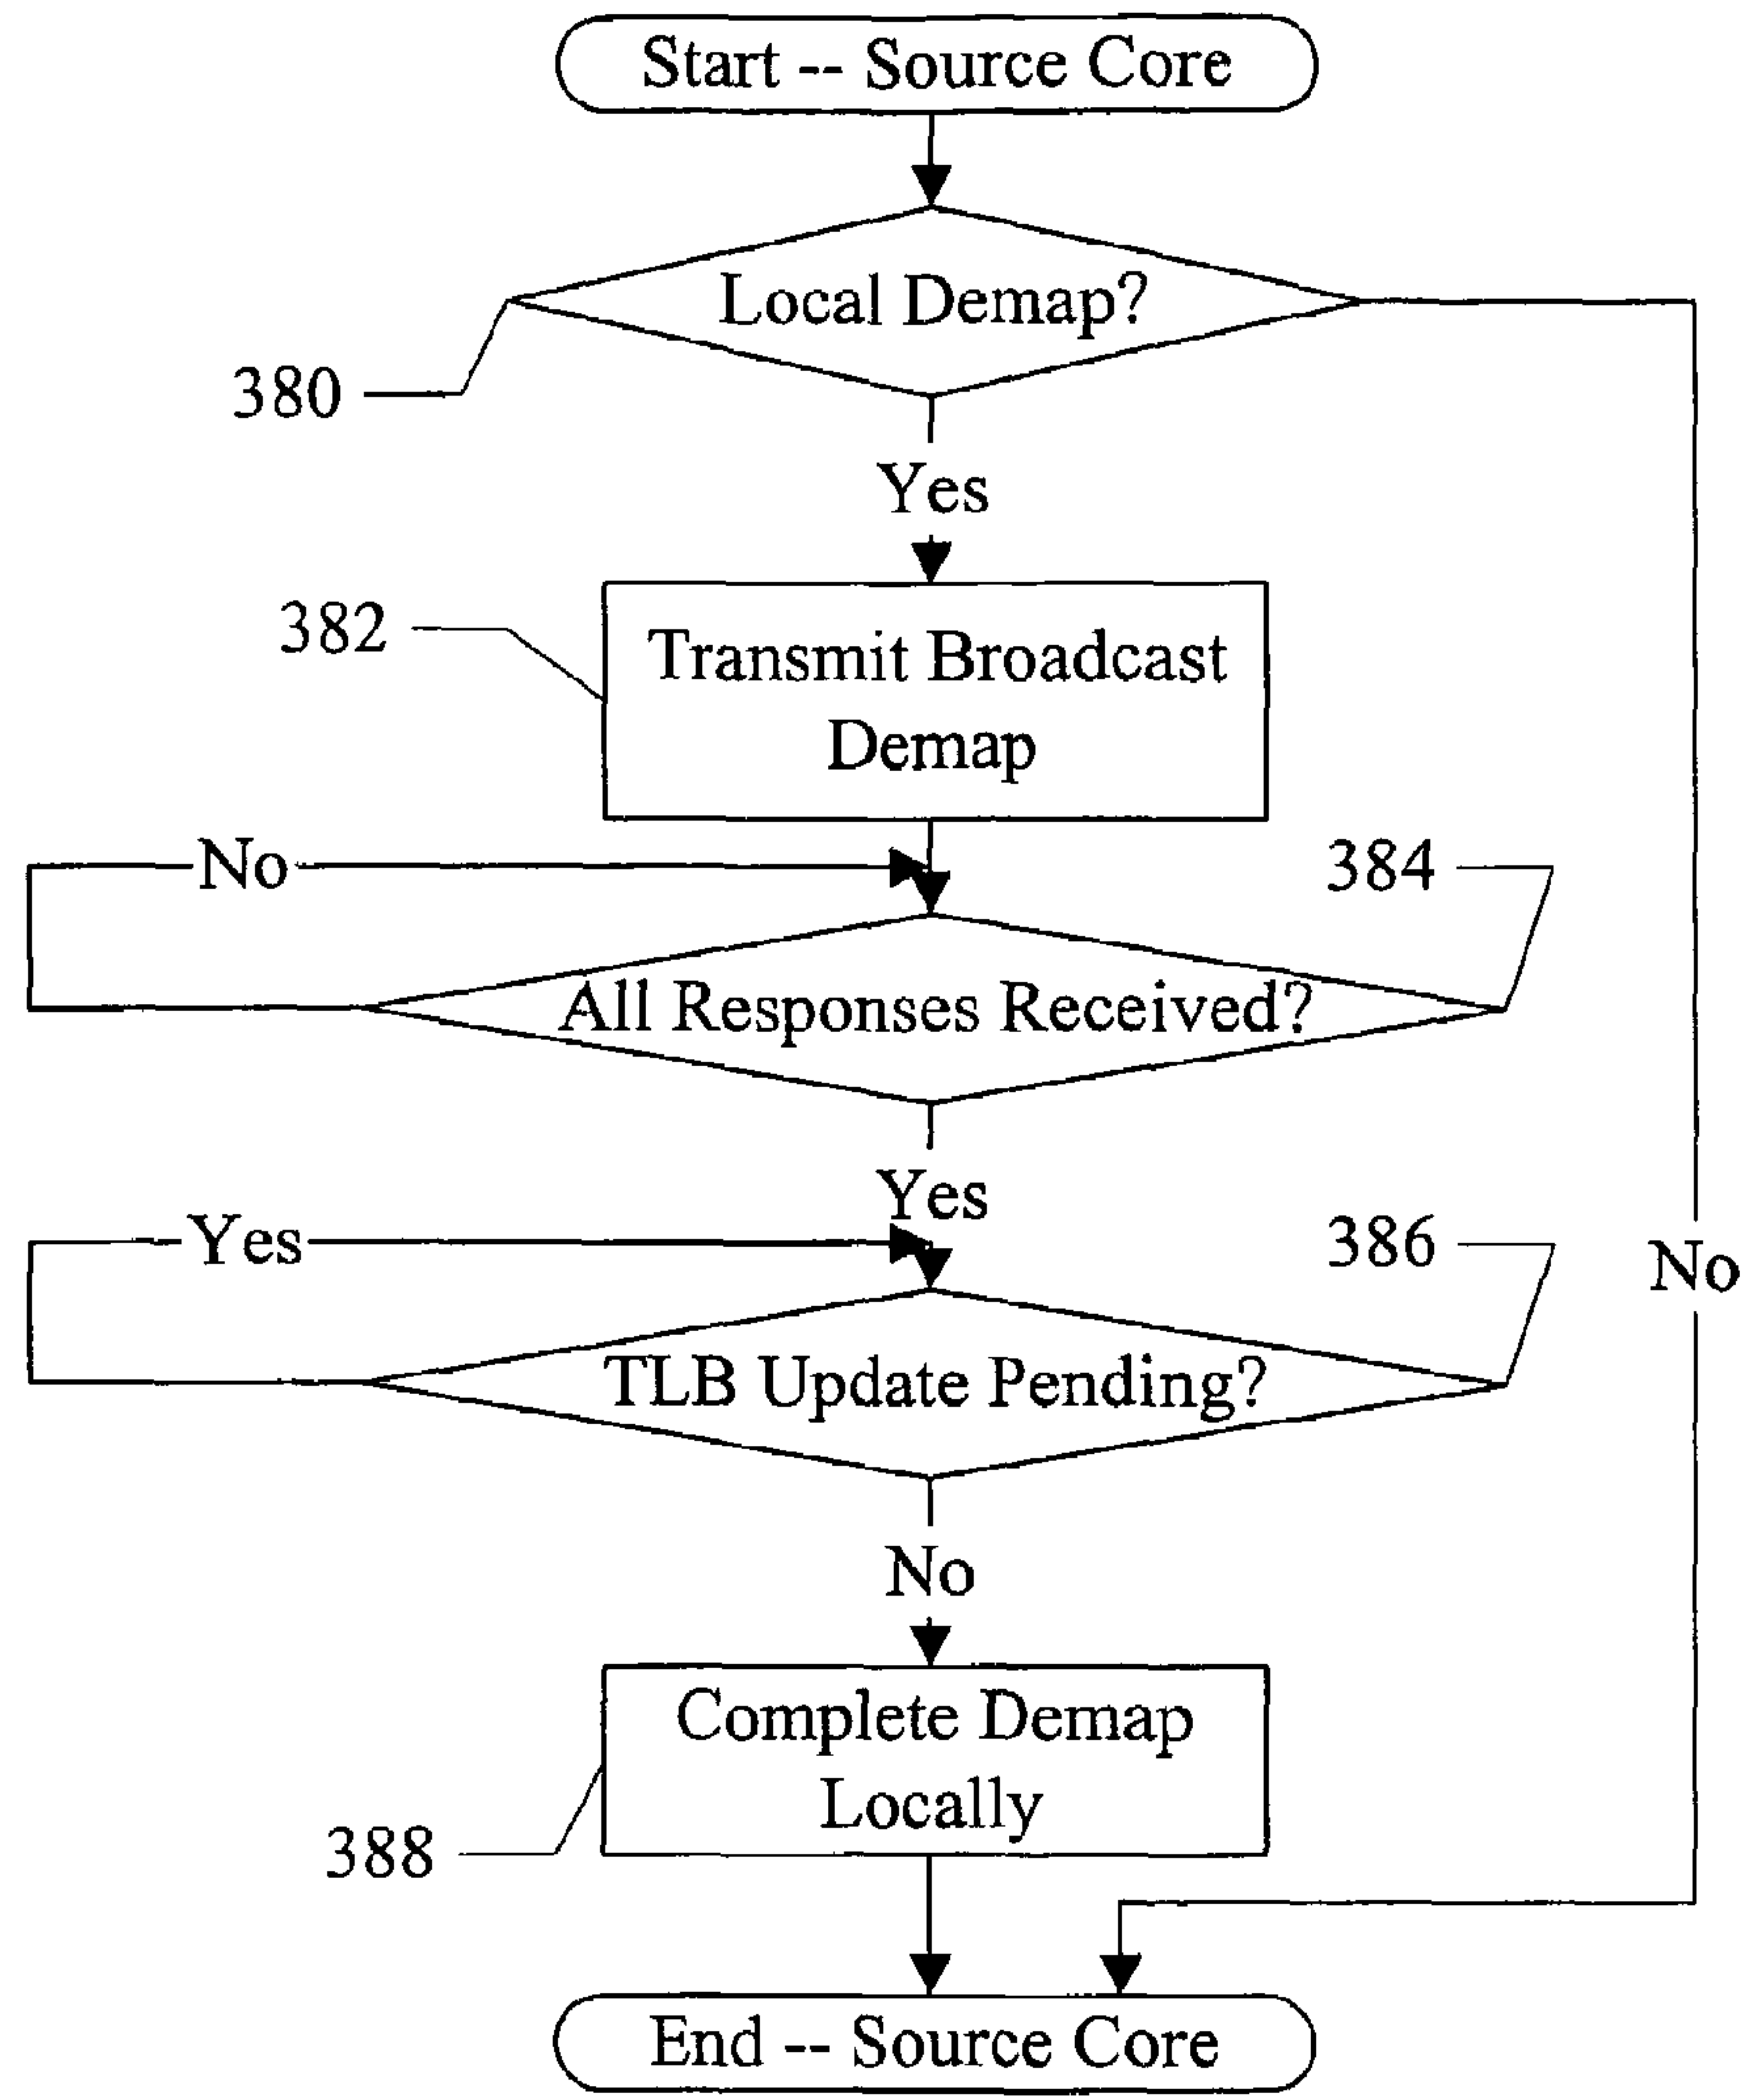 Start -- Source Core
Local Demap?
380
Yes
382
Transmit Broadcast
Demap
No
384
All Responses Received?
Yes
Yes
386
No
TLB Update Pending?
No
Complete Demap
Locally
388
End -- Source Core